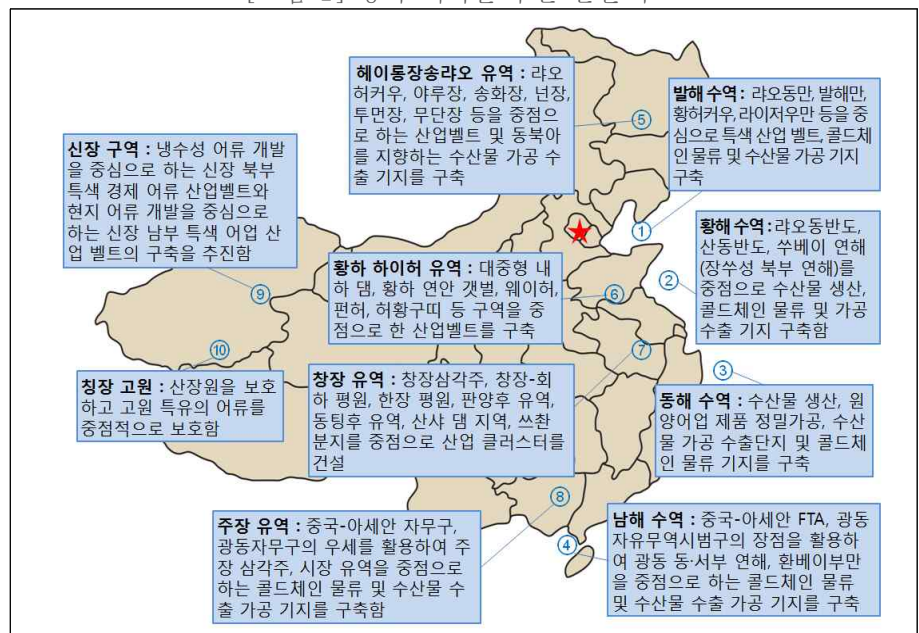 헤이룽장송랴오 유역 : 랴오
허커우, 야루장, 송화장, 넌장,
투먼장, 무단장 등을 중점으
로 하는 산업벨트 및 동북아
를 지향하는 수산물 가공 수
출 기지를 구축
⑤
발해 수역 : 랴오동만, 발해만,
황허커우, 라이저우만 등을 중
심으로 특색 산업 벨트, 콜드체
인 물류 및 수산물 가공 기지
구축
①
신장 구역 : 냉수성 어류 개발
을 중심으로 하는 신장 북부
특색 경제 어류 산업벨트와
현지 어류 개발을 중심으로
하는 신장 남부 특색 어업 산
업 벨트의 구축을 추진함
⑨
황해 수역 : 랴오동반도,
산동반도, 쑤베이 연해
(장쑤성 북부 연해)를
중점으로 수산물 생산,
콜드체인 물류 및 가공
수출 기지 구축함
②
황하 하이허 유역 : 대중형 내
하 댐, 황하 연안 갯벌, 웨이허,
펀허, 허황구띠 등 구역을 중
점으로 한 산업벨트를 구축
⑥
⑩
⑦
③
칭장 고원 : 산장원을 보호
하고 고원 특유의 어류를
중점적으로 보호함
창장 유역 : 창장삼각주, 창장-회
하 평원, 한장 평원, 판양후 유역,
동팅후 유역, 산샤 댐 지역, 쓰촨
분지를 중점으로 산업 클러스터를
건설
동해 수역 : 수산물 생산, 원
양어업 제품 정밀가공, 수산
물 가공 수출단지 및 콜드체
인 물류 기지를 구축
⑧
주장 유역 : 중국-아세안 자무구,
광동자무구의 우세를 활용하여 주
장 삼각주, 시장 유역을 중점으로
하는 콜드체인 물류 및 수산물 수
출 가공 기지를 구축함
④
남해 수역 : 중국-아세안 FTA, 광동
자유무역시범구의 장점을 활용하
여 광동 동·서부 연해, 환베이부만
을 중점으로 하는 콜드체인 물류
및 수산물 수출 가공 기지를 구축